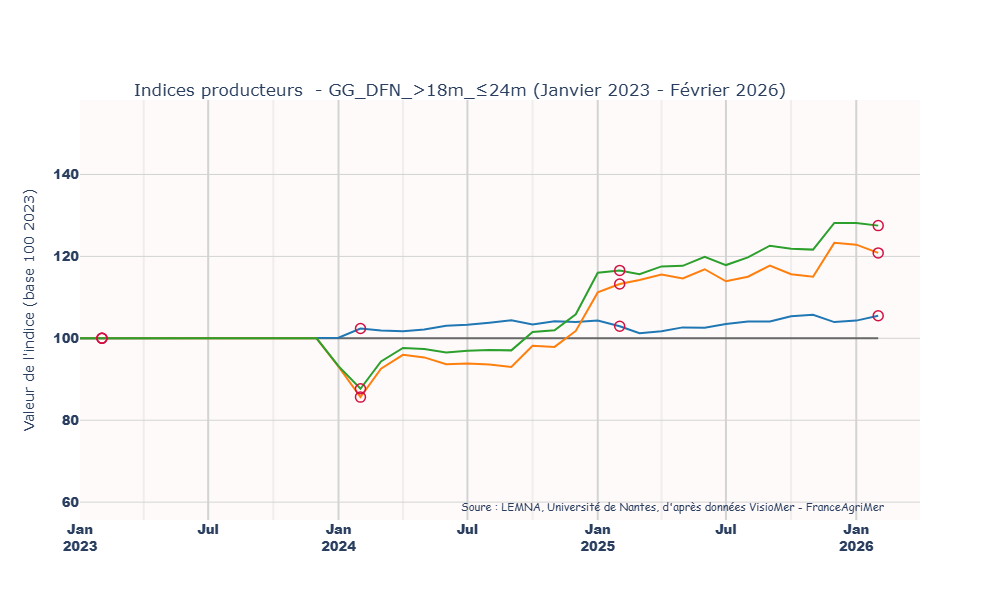 Indices producteurs  - GG_DFN_>18m_≤24m (Janvier 2023 - Février 2026)
Valeur de l'indice (base 100 2023)
140
120
100
80
60
Soure : LEMNA, Université de Nantes, d'après données VisioMer - FranceAgriMer
Jan Jul Jan Jul Jan Jul Jan
2023 2024 2025 2026